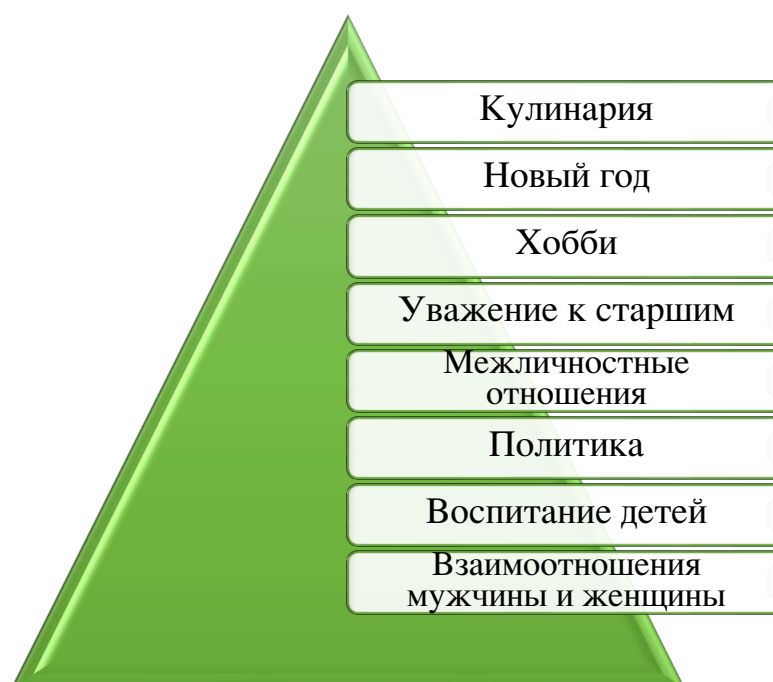 Кулинария
Новый год
Хобби
Уважение к старшим
Межличностные
отношения
Политика
Воспитание детей
Взаимоотношения
мужчины и женщины